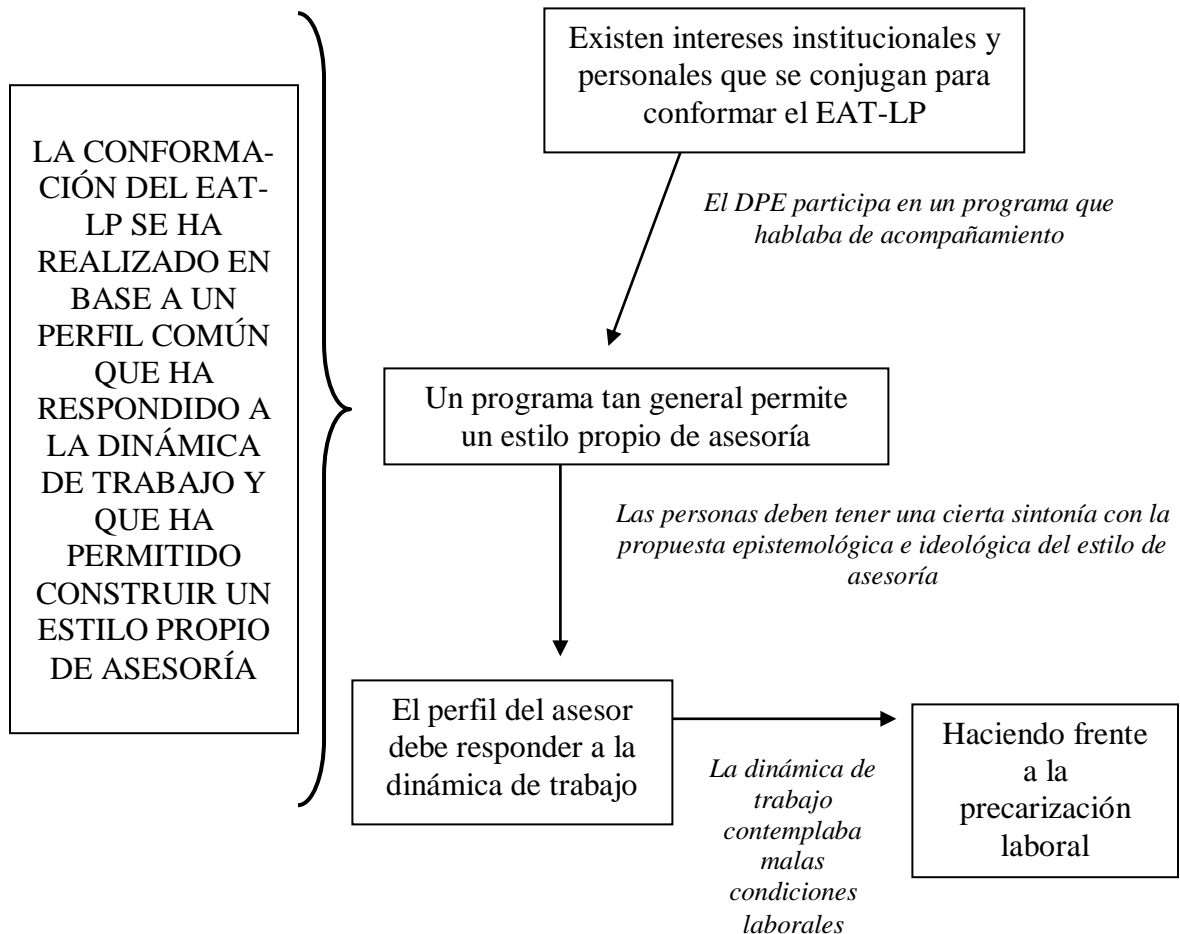 LA CONFORMA-
CIÓN DEL EAT-
LP SE HA
REALIZADO EN
BASE A UN
PERFIL COMÚN
QUE HA
RESPONDIDO A
LA DINÁMICA
DE TRABAJO Y
QUE HA
PERMITIDO
CONSTRUIR UN
ESTILO PROPIO
DE ASESORÍA
Existen intereses institucionales y
personales que se conjugan para
conformar el EAT-LP
El DPE participa en un programa que
hablaba de acompañamiento
Un programa tan general permite
un estilo propio de asesoría
Las personas deben tener una cierta sintonía con la
propuesta epistemológica e ideológica del estilo de
asesoría
El perfil del asesor
debe responder a la
dinámica de trabajo
La dinámica de
trabajo
contemplaba
malas
condiciones
laborales
Haciendo frente
a la
precarización
laboral